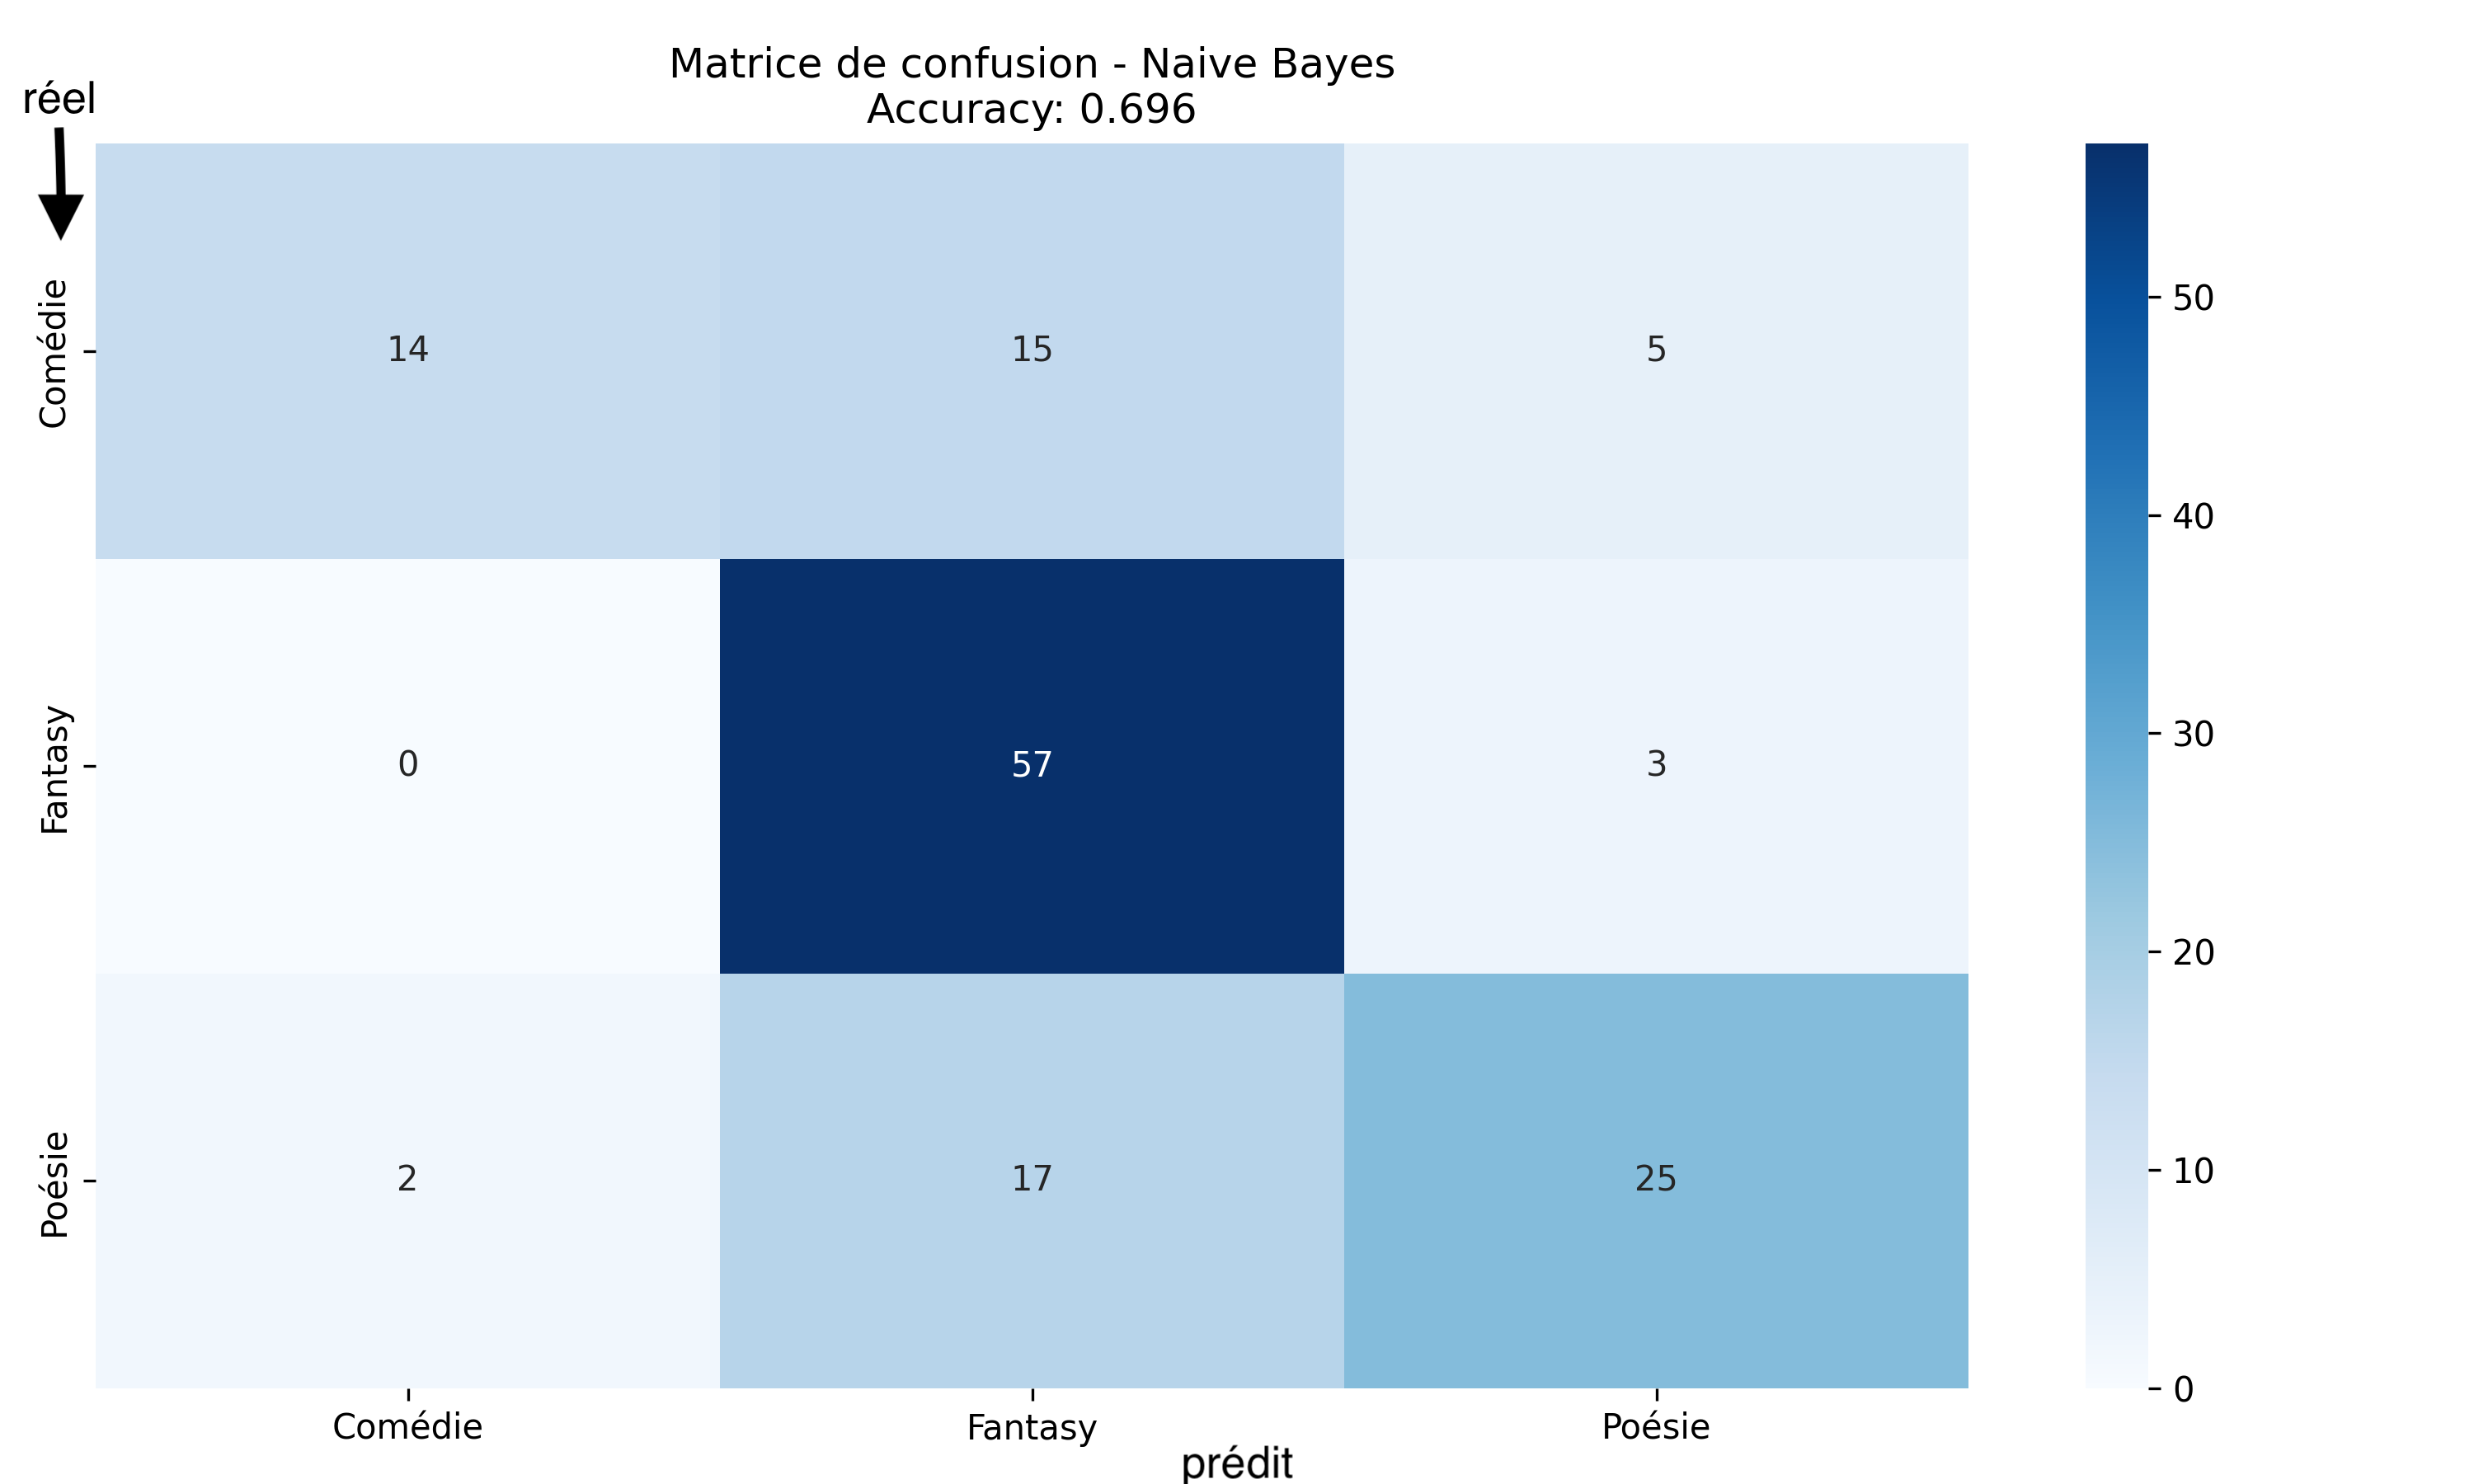 Matrice de confusion - Naive Bayes
Accuracy: 0.696
réel
Comédie
14 15 5
Fantasy
0 57 3
Poésie
2 17 25
Comédie Fantasy Poésie
prédit
50
40
30
20
10
0